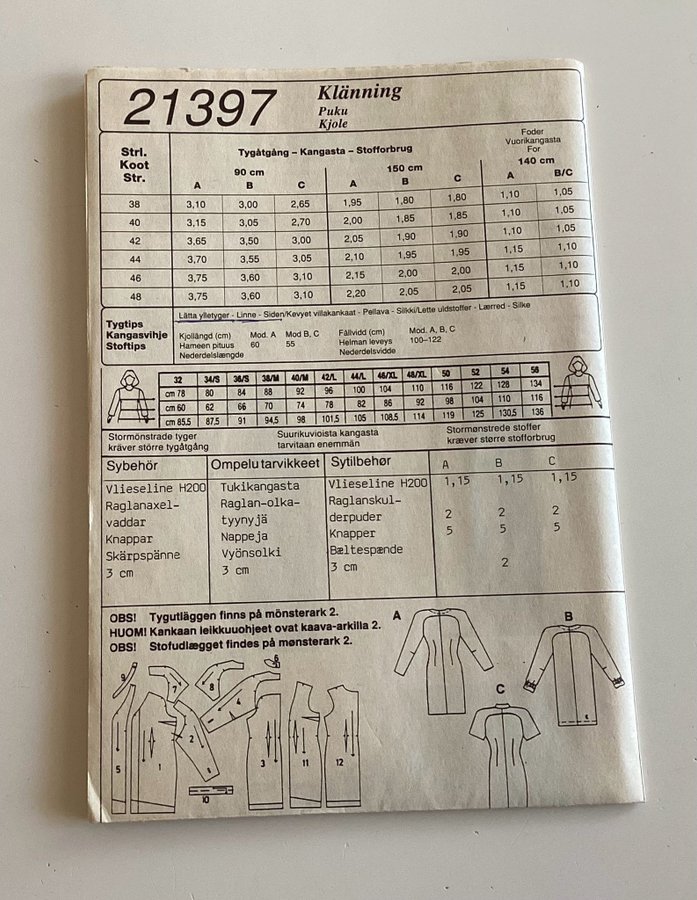 21397 Klänning
Puku
Kjole
Strl.
Koot
Str.
Tygåtgång – Kangasta – Stofforbrug
Foder
Vuorikangasta
For
90 cm 150 cm 140 cm
A B C A B C A B/C
38 3,10 3,00 2,65 1,95 1,80 1,80 1,10 1,05
40 3,15 3,05 2,70 2,00 1,85 1,85 1,10 1,05
42 3,65 3,50 3,00 2,05 1,90 1,90 1,10 1,05
44 3,70 3,55 3,05 2,10 1,95 1,95 1,15 1,10
46 3,75 3,60 3,10 2,15 2,00 2,00 1,15 1,10
48 3,75 3,60 3,10 2,20 2,05 2,05 1,15 1,10
Tygtips
Kangasvihje
Stoftips
Lätta ylletyger - Linne - Siden/Kevyet villakankaat - Pellava - Silkki/Lette uldstoffer - Lærred - Silke
Kjollängd (cm) Mod. A Mod B, C Fållvidd (cm) Mod. A, B, C
Hameen pituus 60 55 Helman leveys 100–122
Nederdelslængde Nederdelsvidde
32 34/S 36/S 38/M 40/M 42/L 44/L 46/XL 48/XL 50 52 54 56
cm 78 80 84 88 92 96 100 104 110 116 122 128 134
cm 60 62 66 70 74 78 82 86 92 98 104 110 116
cm 85.5 87.5 91 94,5 98 101,5 105 108.5 114 119 125 130,5 136
Stormönstrade tyger Suurikuvioista kangasta Stormønstrede stoffer
kräver större tygåtgång tarvitaan enemmän kræver større stofforbrug
Sybehör Ompelutarvikkeet Sytilbehør A B C
Vlieseline H200 Tukikangasta Vlieseline H200 1,15 1,15 1,15
Raglanaxel- Raglan-olka- Raglanskul-
vaddar tyynyjä derpuder 2 2 2
Knappar Nappeja Knapper 5 5 5
Skärpspänne Vyönsolki Bæltespænde
3 cm 3 cm 3 cm 2
OBS! Tygutläggen finns på mönsterark 2.
HUOM! Kankaan leikkuuohjeet ovat kaava-arkilla 2.
OBS! Stofudlægget findes på mønsterark 2.
A B
C
9 7 8 6
5 1 2 4 3 11 12
10